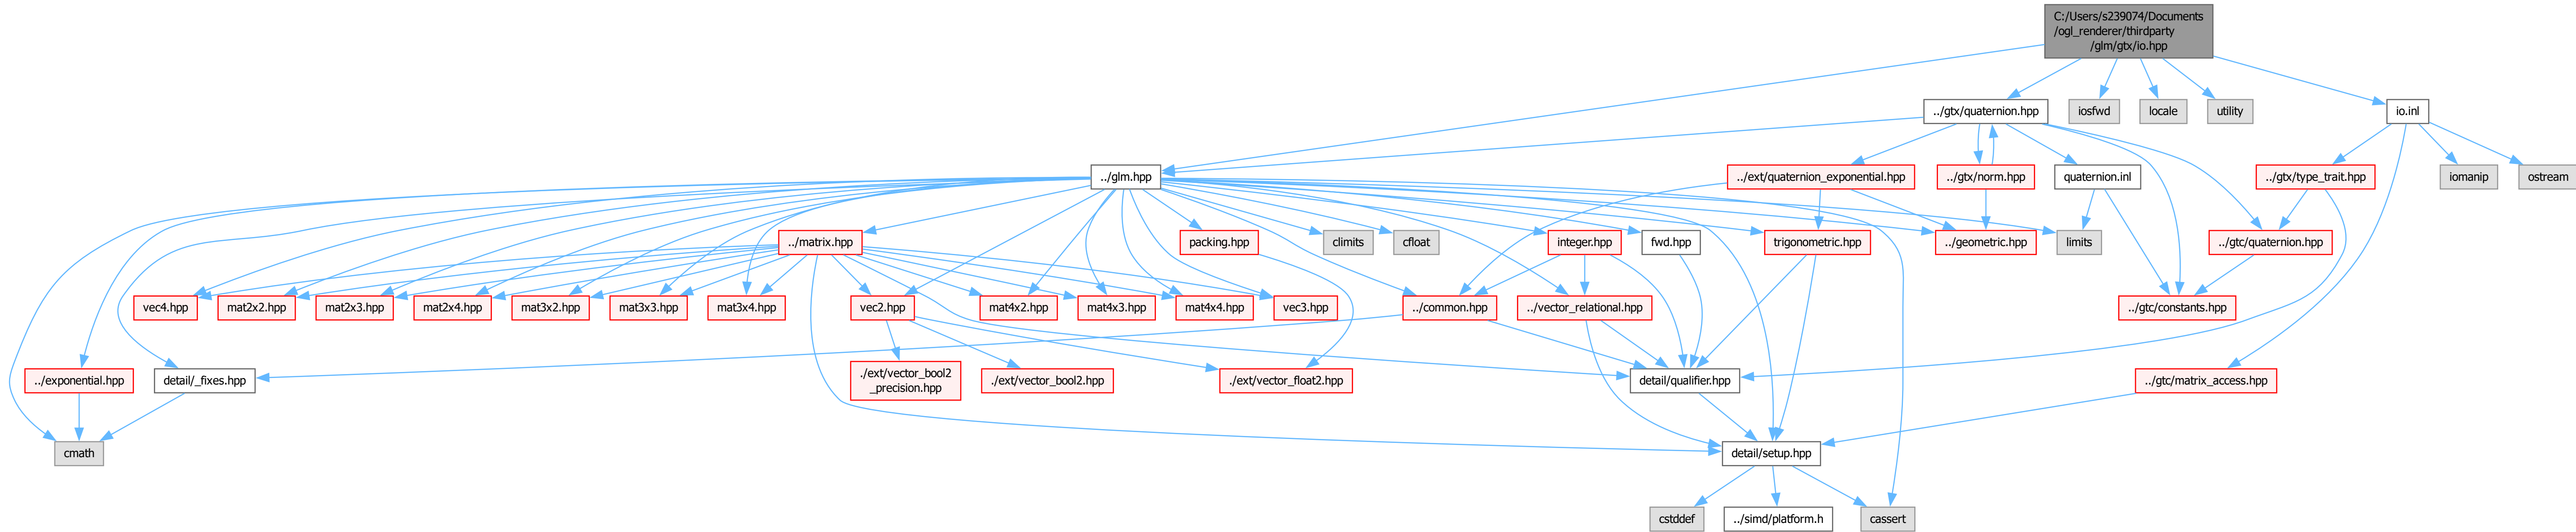 C:/Users/s239074/Documents
/ogl_renderer/thirdparty
/glm/gtx/io.hpp
../gtx/quaternion.hpp
iosfwd
locale
utility
io.inl
../glm.hpp
../ext/quaternion_exponential.hpp
../gtx/norm.hpp
quaternion.inl
../gtx/type_trait.hpp
iomanip
ostream
../matrix.hpp
packing.hpp
climits
cfloat
integer.hpp
fwd.hpp
trigonometric.hpp
../geometric.hpp
limits
../gtc/quaternion.hpp
vec4.hpp
mat2x2.hpp
mat2x3.hpp
mat2x4.hpp
mat3x2.hpp
mat3x3.hpp
mat3x4.hpp
vec2.hpp
mat4x2.hpp
mat4x3.hpp
mat4x4.hpp
vec3.hpp
../common.hpp
../vector_relational.hpp
../gtc/constants.hpp
../exponential.hpp
detail/_fixes.hpp
./ext/vector_bool2
_precision.hpp
./ext/vector_bool2.hpp
./ext/vector_float2.hpp
detail/qualifier.hpp
../gtc/matrix_access.hpp
cmath
detail/setup.hpp
cstddef
../simd/platform.h
cassert